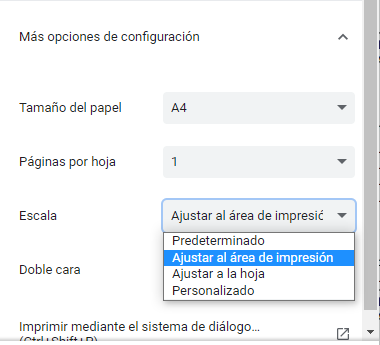 Más opciones de configuración
Tamaño del papel
A4
Páginas por hoja
1
Escala
Ajustar al área de impresió
Predeterminado
Ajustar al área de impresión
Ajustar a la hoja
Personalizado
Doble cara
Imprimir mediante el sistema de diálogo…
(Ctrl+Shift+P)